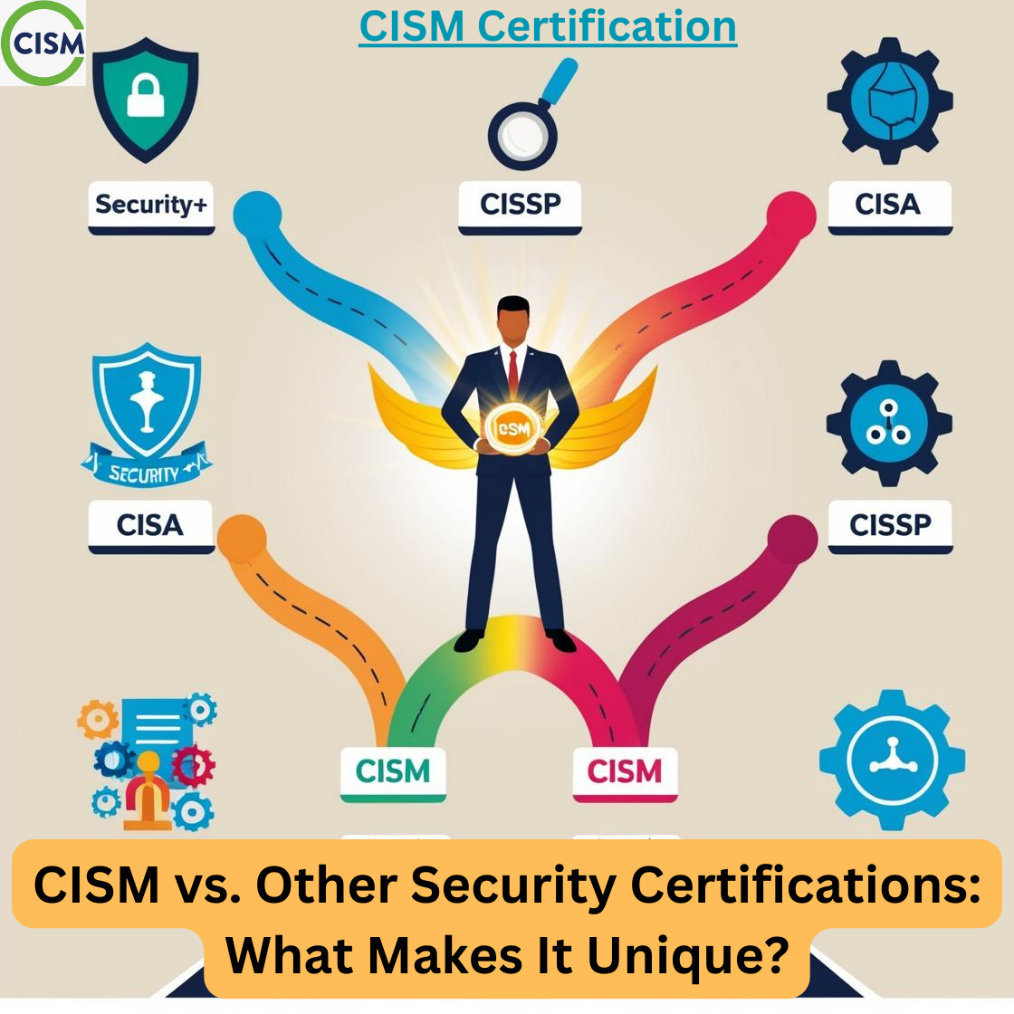 CISM
CISM Certification
Security+
CISSP
CISA
CSM
SECURITY
CISA
CISSP
CISM
CISM
CISM vs. Other Security Certifications:
What Makes It Unique?